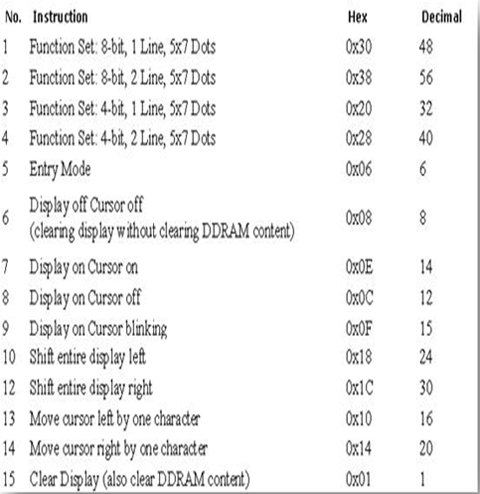 No. Instruction Hex Decimal
1 Function Set: 8-bit, 1 Line, 5x7 Dots 0x30 48
2 Function Set: 8-bit, 2 Line, 5x7 Dots 0x38 56
3 Function Set: 4-bit, 1 Line, 5x7 Dots 0x20 32
4 Function Set: 4-bit, 2 Line, 5x7 Dots 0x28 40
5 Entry Mode 0x06 6
6 Display off Cursor off
(clearing display without clearing DDRAM content) 0x08 8
7 Display on Cursor on 0x0E 14
8 Display on Cursor off 0x0C 12
9 Display on Cursor blinking 0x0F 15
10 Shift entire display left 0x18 24
12 Shift entire display right 0x1C 30
13 Move cursor left by one character 0x10 16
14 Move cursor right by one character 0x14 20
15 Clear Display (also clear DDRAM content) 0x01 1